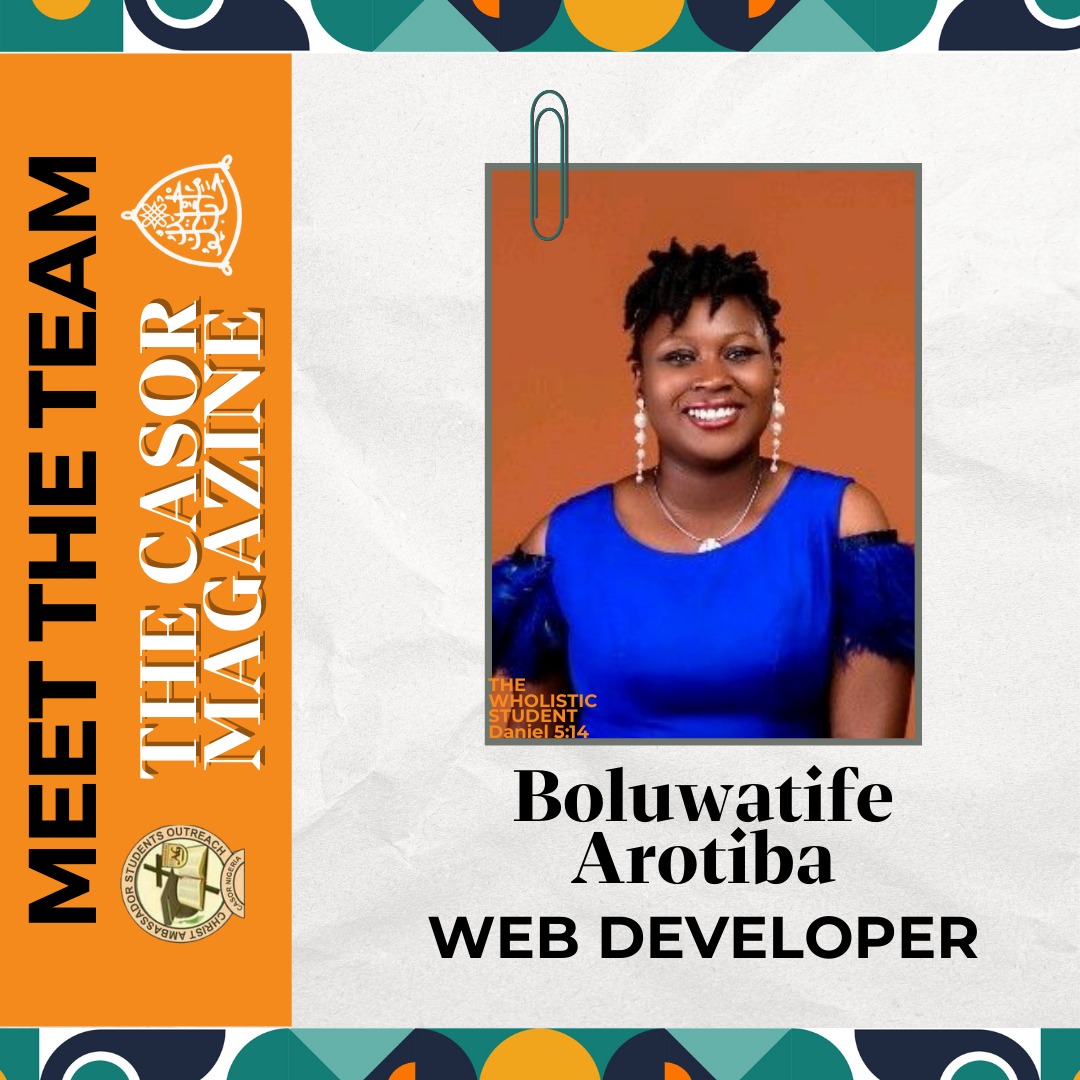 MEET THE TEAM
THE CASOR
MAGAZINE
CHRIST AMBASSADOR STUDENTS OUTREACH
CASOR NIGERIA
THE
WHOLISTIC
STUDENT
Daniel 5:14
Boluwatife
Arotiba
WEB DEVELOPER